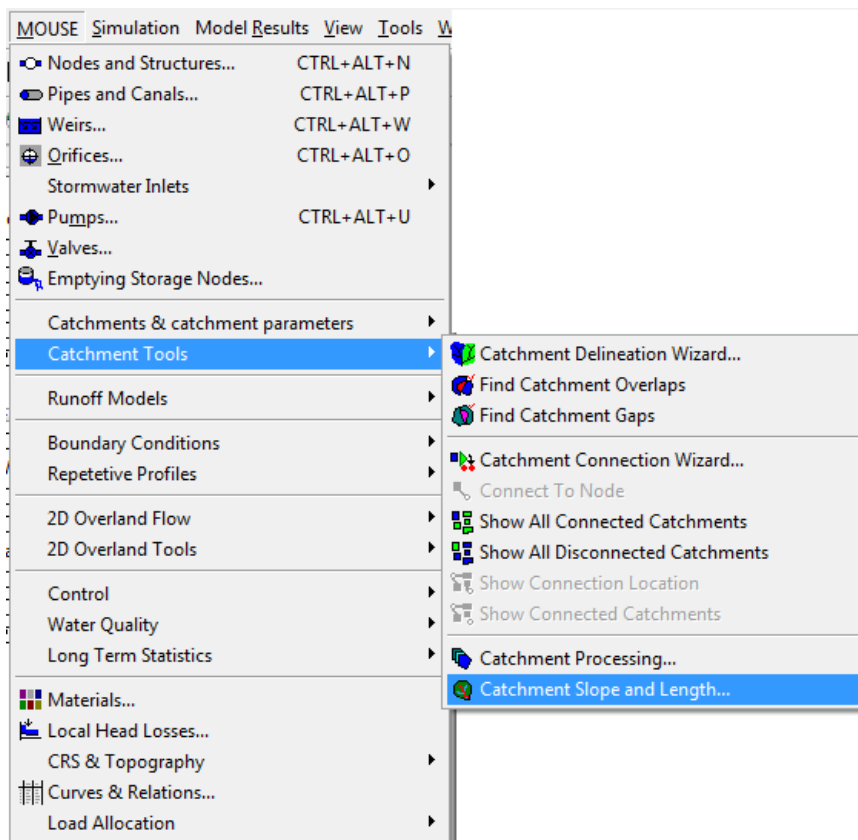 MOUSE Simulation Model Results View Tools W
Nodes and Structures... CTRL+ALT+N
Pipes and Canals... CTRL+ALT+P
Weirs... CTRL+ALT+W
Orifices... CTRL+ALT+O
Stormwater Inlets
Pumps... CTRL+ALT+U
Valves...
Emptying Storage Nodes...
Catchments & catchment parameters
Catchment Tools
Runoff Models
Boundary Conditions
Repetetive Profiles
2D Overland Flow
2D Overland Tools
Control
Water Quality
Long Term Statistics
Materials...
Local Head Losses...
CRS & Topography
Curves & Relations...
Load Allocation
Catchment Delineation Wizard...
Find Catchment Overlaps
Find Catchment Gaps
Catchment Connection Wizard...
Connect To Node
Show All Connected Catchments
Show All Disconnected Catchments
Show Connection Location
Show Connected Catchments
Catchment Processing...
Catchment Slope and Length...